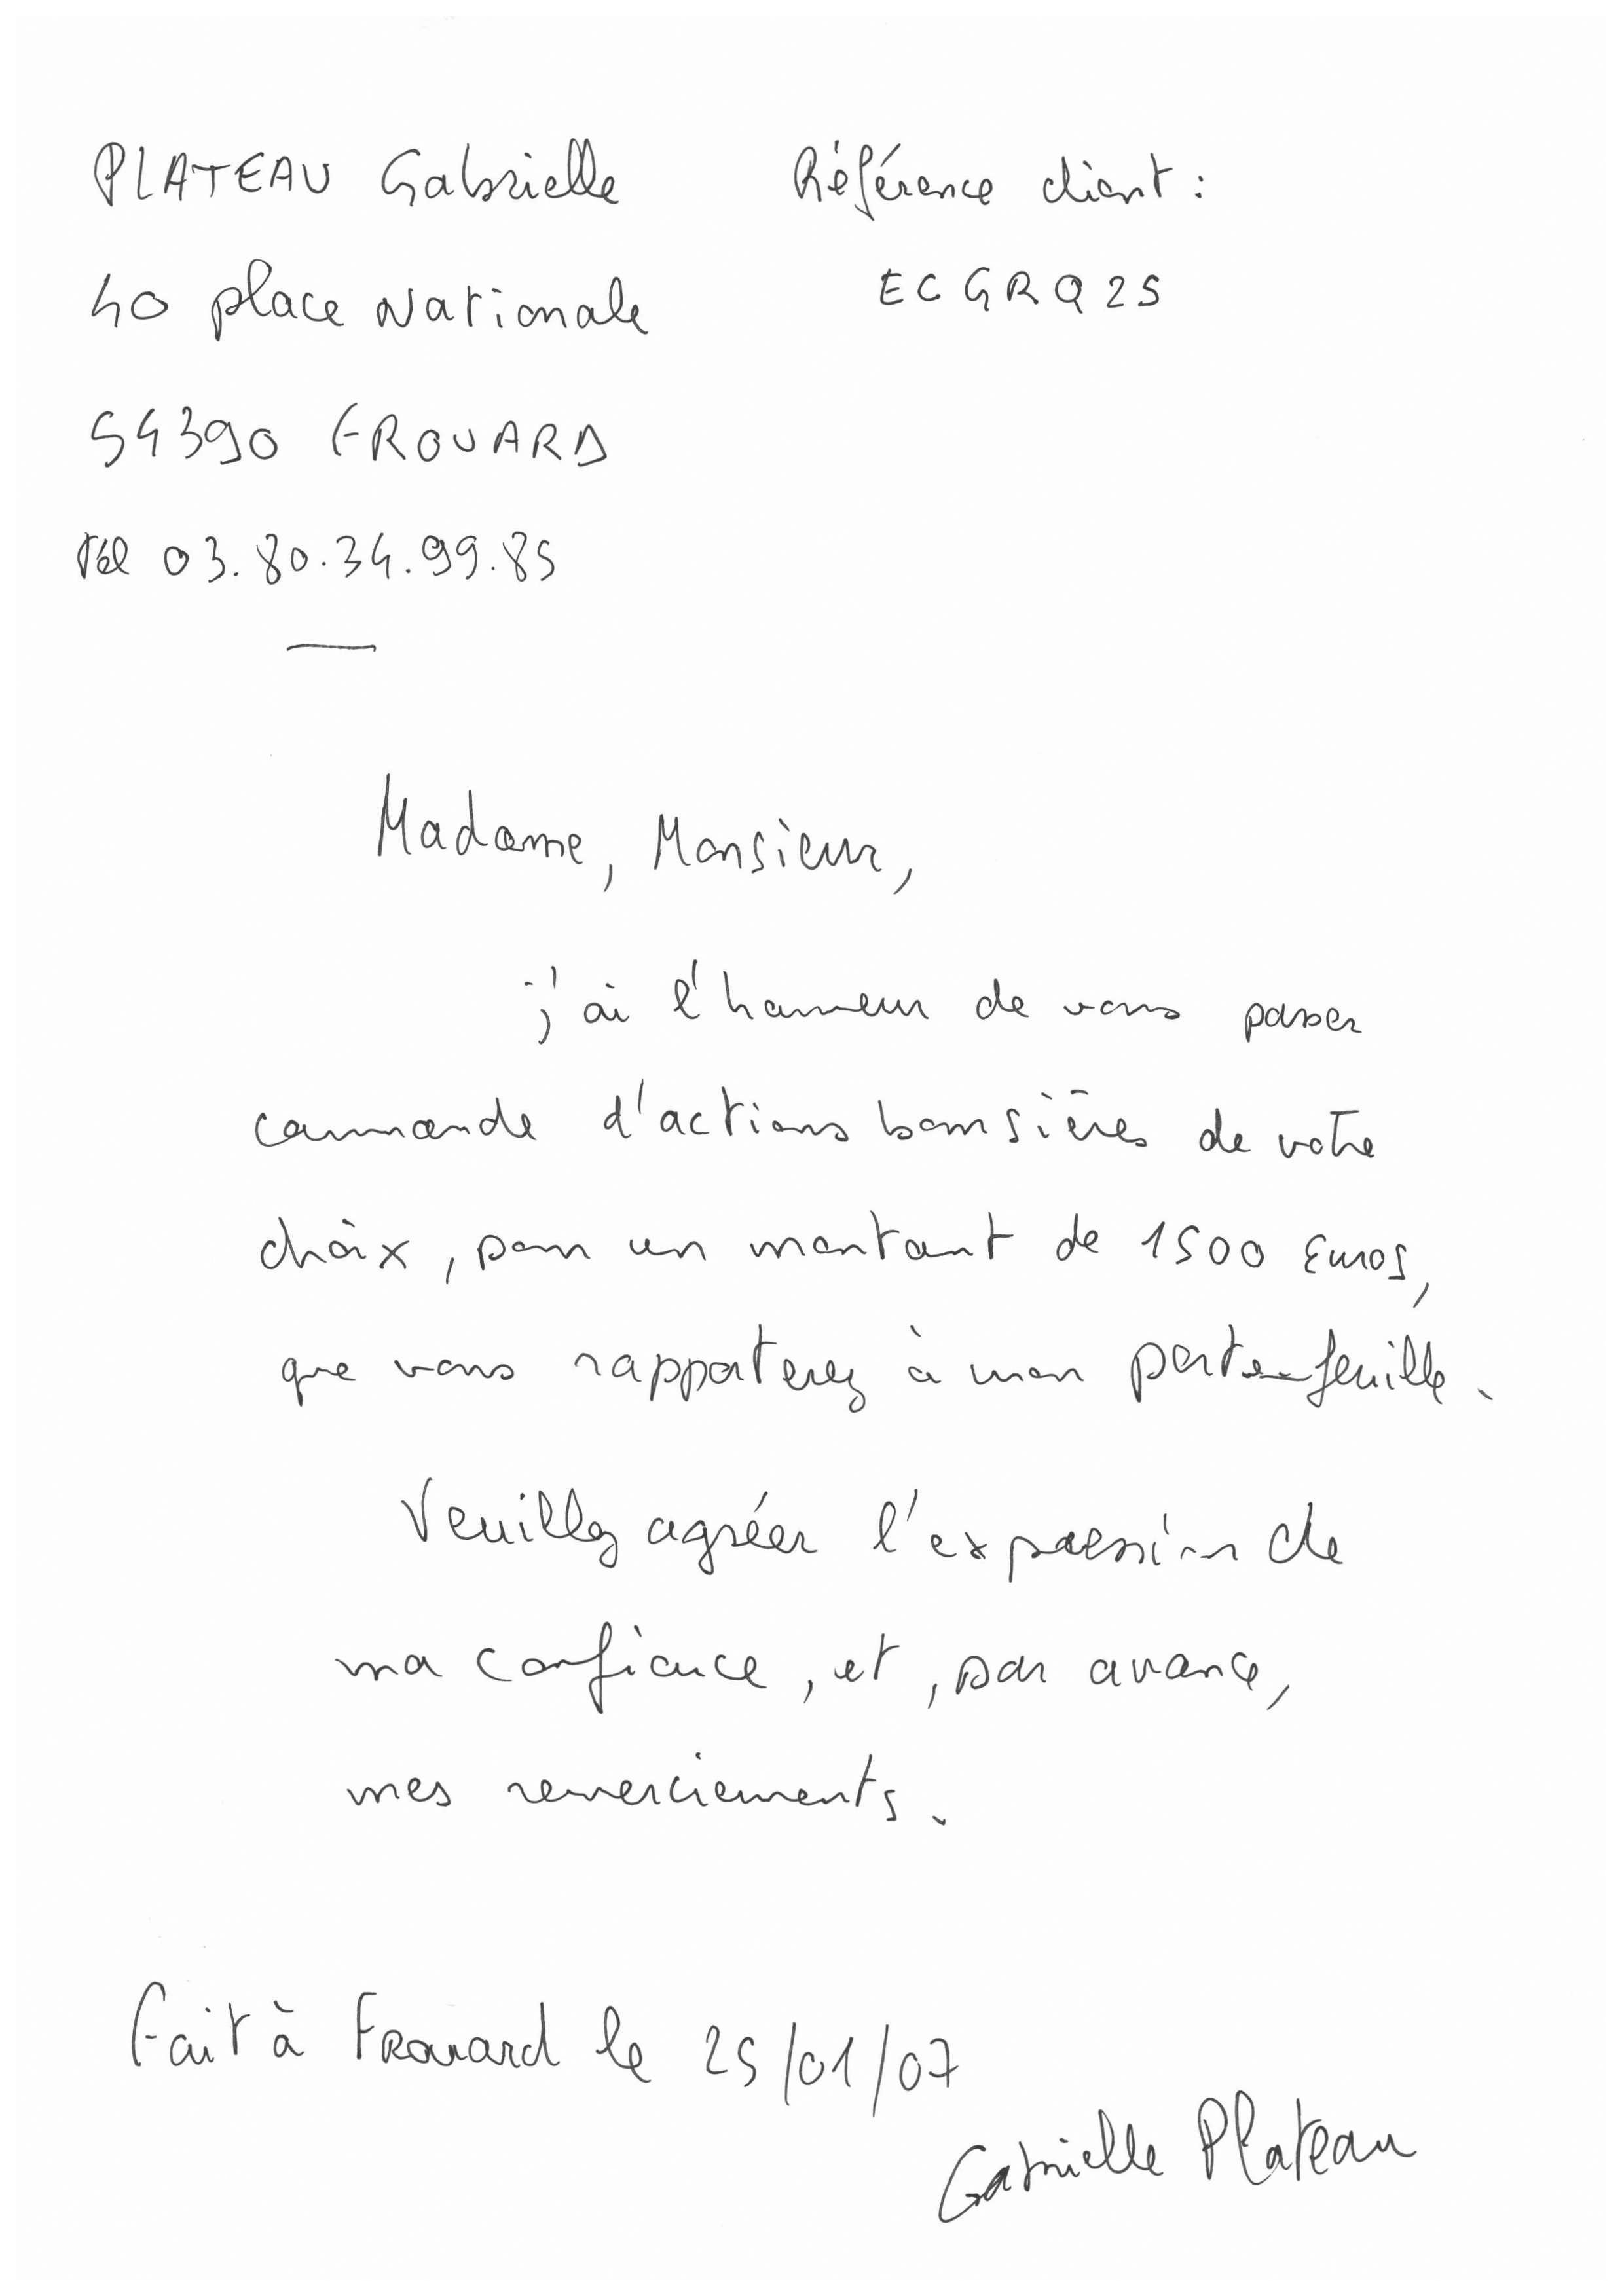 PLATEAU Gabrielle
Référence client :
40 place Nationale
ECGRQ25
54390 FROUARD
Tél 03.80.34.99.85
Madame, Monsieur,
j'ai l'honneur de vous passer
commande d'actions boursières de votre
choix, pour un montant de 1500 Euros,
que vous rapporterez à mon porte-feuille.
Veuillez agréer l'expression de
ma confiance, et, par avance,
mes remerciements.
Fait à Frouard le 25/01/07
Gabrielle Plateau